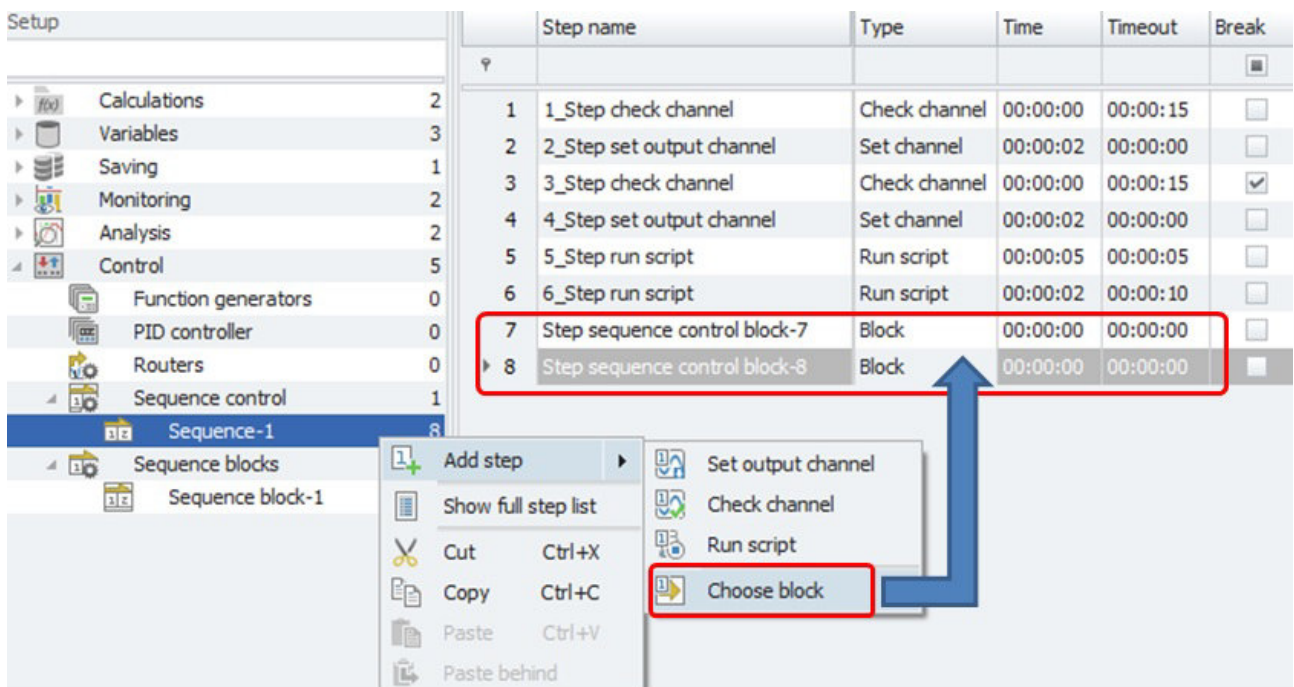 Setup
Step name Type Time Timeout Break
Calculations 2
Variables 3
Saving 1
Monitoring 2
Analysis 2
Control 5
Function generators 0
PID controller 0
Routers 0
Sequence control 1
Sequence-1 8
Sequence blocks
Sequence block-1
1 1_Step check channel Check channel 00:00:00 00:00:15
2 2_Step set output channel Set channel 00:00:02 00:00:00
3 3_Step check channel Check channel 00:00:00 00:00:15
4 4_Step set output channel Set channel 00:00:02 00:00:00
5 5_Step run script Run script 00:00:05 00:00:05
6 6_Step run script Run script 00:00:02 00:00:10
7 Step sequence control block-7 Block 00:00:00 00:00:00
8 Step sequence control block-8 Block 00:00:00 00:00:00
Add step
Show full step list
Cut Ctrl+X
Copy Ctrl+C
Paste Ctrl+V
Paste behind
Set output channel
Check channel
Run script
Choose block